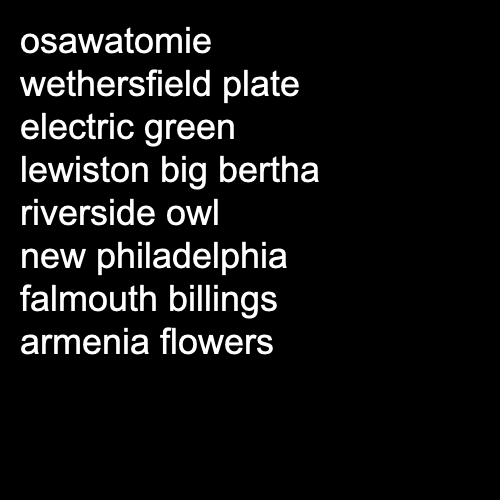 osawatomie
wethersfield plate
electric green
lewiston big bertha
riverside owl
new philadelphia
falmouth billings
armenia flowers